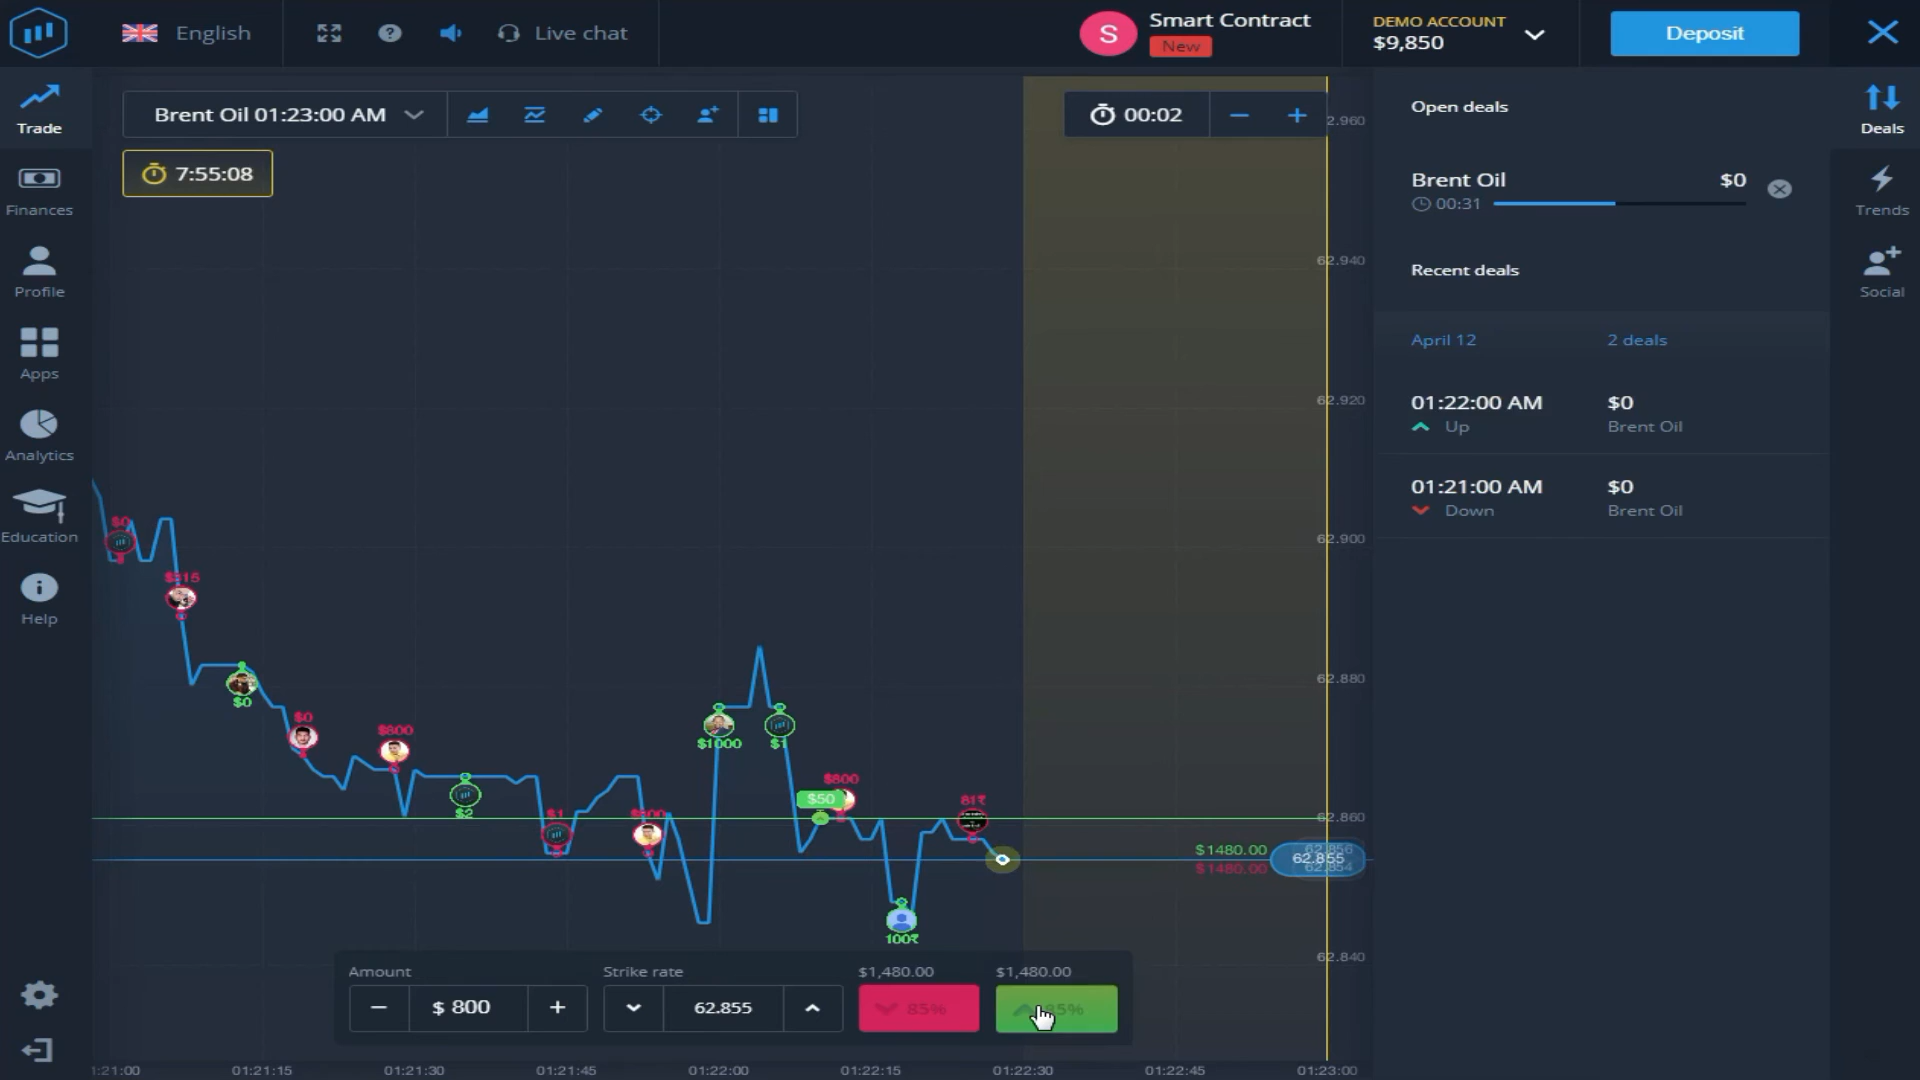 English
Live chat
S
Smart Contract
New
DEMO ACCOUNT
$9,850
Deposit
Trade
Finances
Profile
Apps
Analytics
Education
Help
Brent Oil 01:23:00 AM
7:55:08
00:02
2.960
62.940
62.920
62.900
62.880
62.860
62.840
$0
$0
$0
$800
$2
$1
$1000
$1
$50
$800
81₹
100₹
$1480.00
$1480.00
62.855
Amount
$ 800
Strike rate
62.855
$1,480.00
85%
$1,480.00
:21:00
01:21:15
01:21:30
01:21:45
01:22:00
01:22:15
01:22:30
01:22:45
01:23:00
Open deals
Brent Oil
$0
00:31
Recent deals
April 12
2 deals
01:22:00 AM
$0
Up
Brent Oil
01:21:00 AM
$0
Down
Brent Oil
Deals
Trends
Social